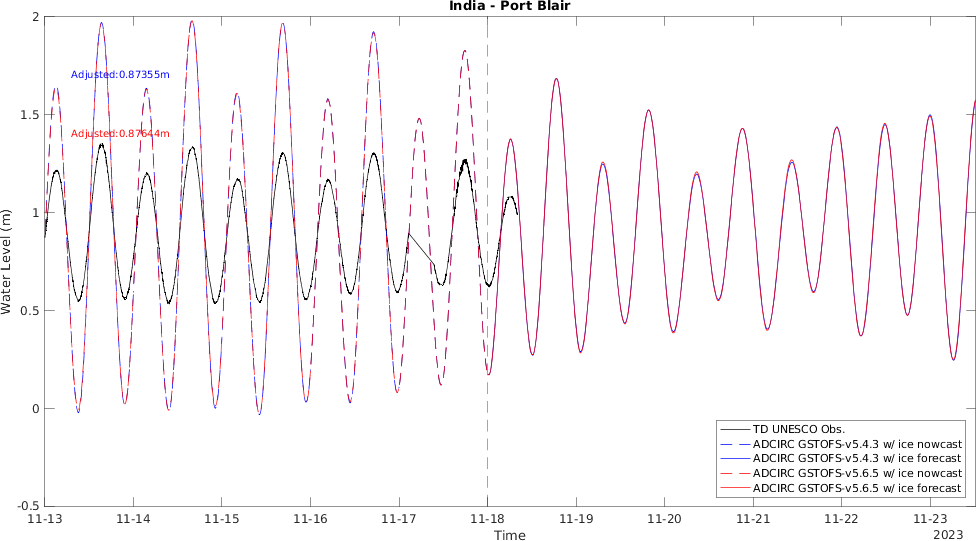 India - Port Blair
2
1.5
1
0.5
0
-0.5
Water Level (m)
Adjusted:0.87355m
Adjusted:0.87644m
TD UNESCO Obs.
ADCIRC GSTOFS-v5.4.3 w/ ice nowcast
ADCIRC GSTOFS-v5.4.3 w/ ice forecast
ADCIRC GSTOFS-v5.6.5 w/ ice nowcast
ADCIRC GSTOFS-v5.6.5 w/ ice forecast
11-13 11-14 11-15 11-16 11-17 11-18 11-19 11-20 11-21 11-22 11-23
Time
2023